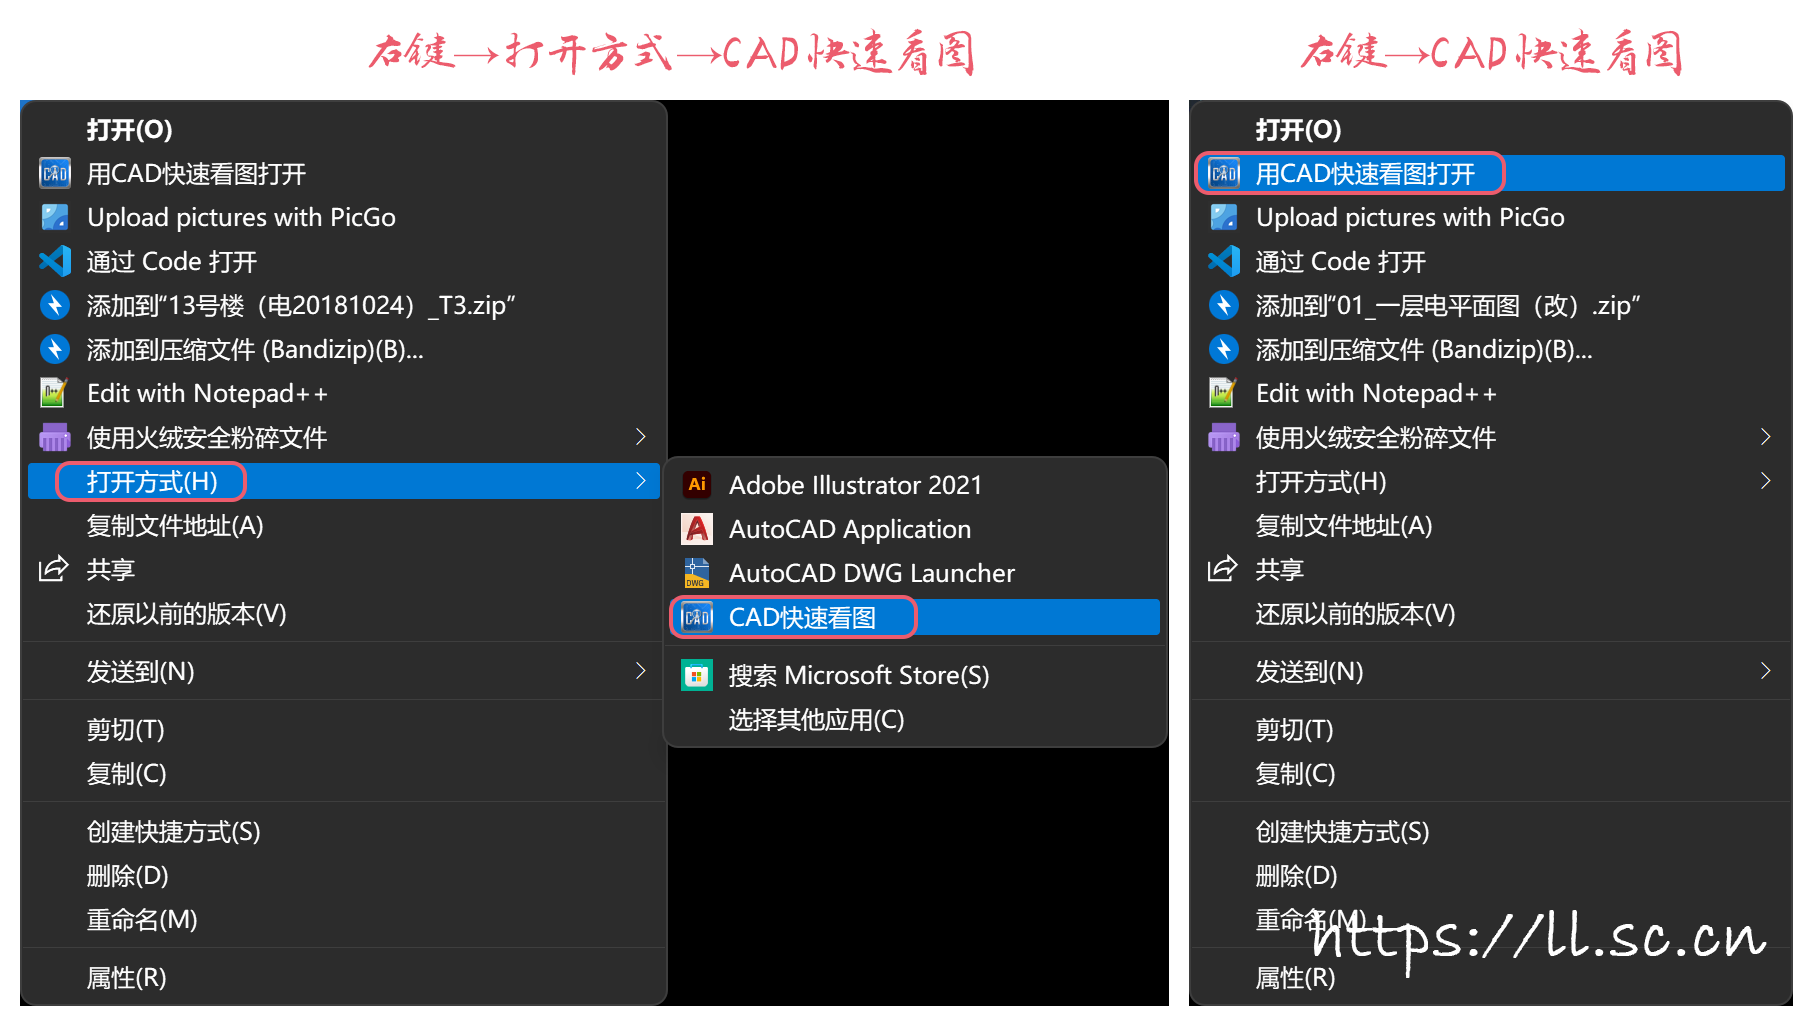 右键→打开方式→CAD快速看图
打开(O)
用CAD快速看图打开
Upload pictures with PicGo
通过 Code 打开
添加到“13号楼（电20181024）_T3.zip”
添加到压缩文件 (Bandizip)(B)...
Edit with Notepad++
使用火绒安全粉碎文件
打开方式(H)
复制文件地址(A)
共享
还原以前的版本(V)
发送到(N)
剪切(T)
复制(C)
创建快捷方式(S)
删除(D)
重命名(M)
属性(R)
Adobe Illustrator 2021
AutoCAD Application
AutoCAD DWG Launcher
CAD快速看图
搜索 Microsoft Store(S)
选择其他应用(C)
右键→CAD快速看图
打开(O)
用CAD快速看图打开
Upload pictures with PicGo
通过 Code 打开
添加到“01_一层电平面图（改）.zip”
添加到压缩文件 (Bandizip)(B)...
Edit with Notepad++
使用火绒安全粉碎文件
打开方式(H)
复制文件地址(A)
共享
还原以前的版本(V)
发送到(N)
剪切(T)
复制(C)
创建快捷方式(S)
删除(D)
重命名(M)
属性(R)
https://ll.sc.cn